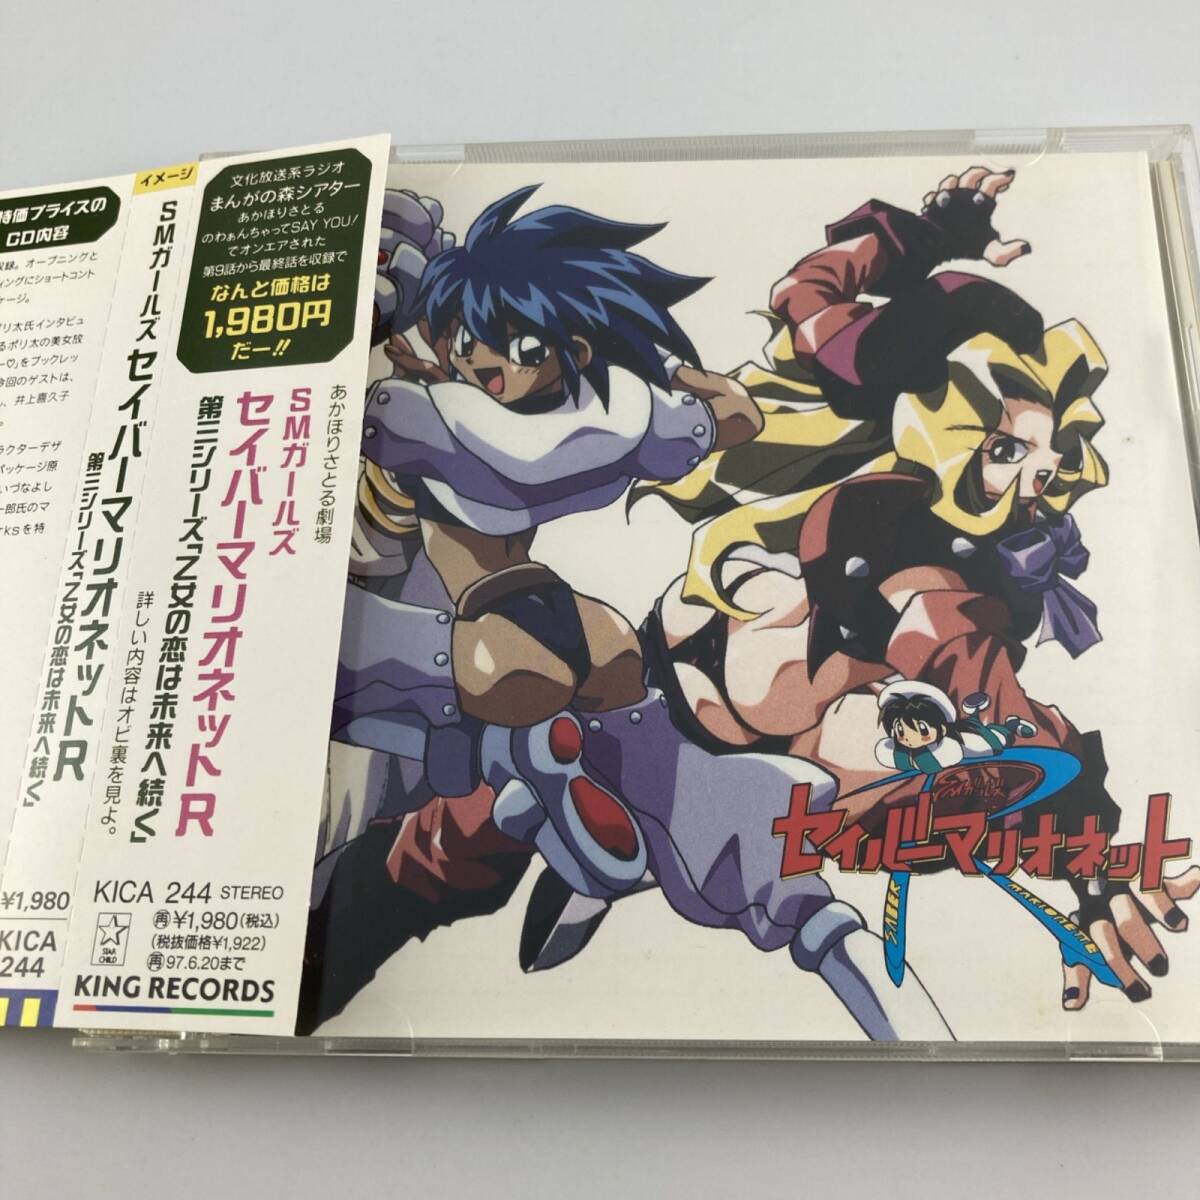 特価プライスの
CD内容
収録。オープニングと
ィングにショートコント
ケージ。
ポリ太氏インタビュ
るポリ太の美女放
ー♡」をブックレッ
今回のゲストは、
ル、井上喜久子
ラクターデザ
パッケージ原
いづなよし
一郎氏のマ
rksを特
¥1,980
KICA
244
イメージ
SMガールズ セイバーマリオネットR
第二シリーズ「乙女の恋は未来へ続く」
文化放送系ラジオ
まんがの森シアター
あかほりさとる
のわぁんちゃってSAY YOU!
でオンエアされた
第9話から最終話を収録で
なんと価格は
1,980円
だー!!
あかほりさとる劇場
SMガールズ
セイバーマリオネットR
第二シリーズ「乙女の恋は未来へ続く」
詳しい内容はオビ裏を見よ。
KICA 244 STEREO
再¥1,980(税込)
(税抜価格¥1,922)
再97.6.20まで
STAR
CHILD
KING RECORDS
SMガールズ
セイバーマリオネット
R
SABER
MARIONETTE